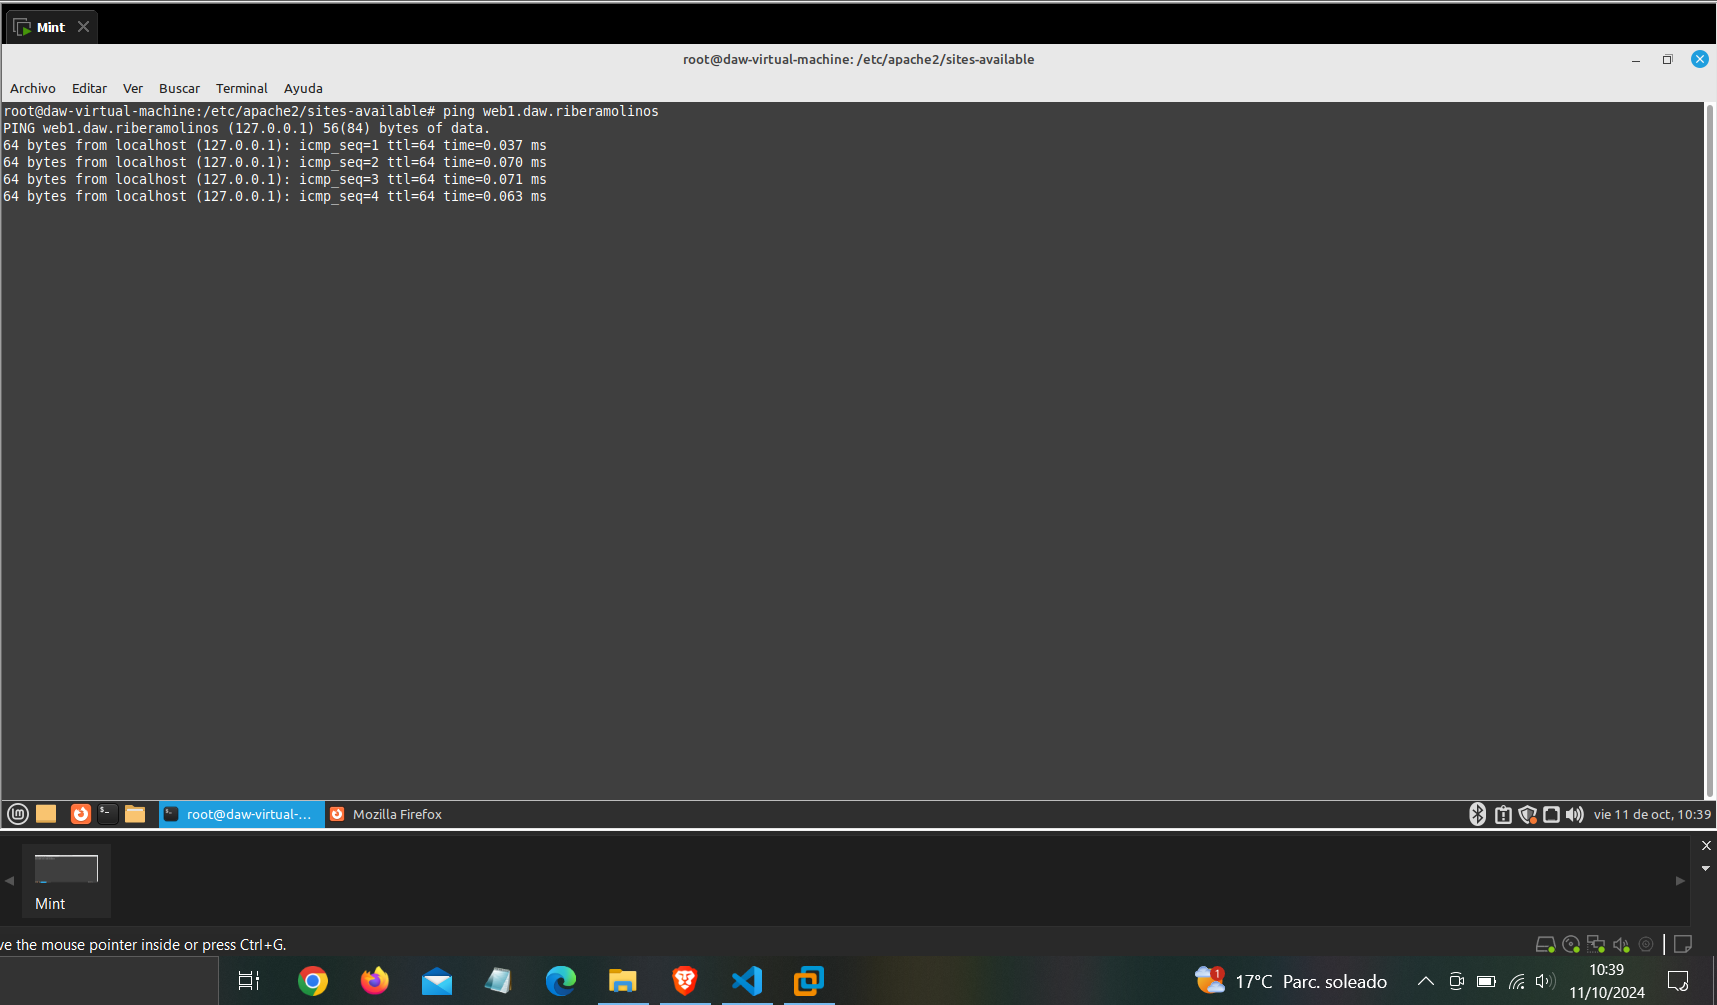 Mint
root@daw-virtual-machine: /etc/apache2/sites-available
Archivo Editar Ver Buscar Terminal Ayuda
root@daw-virtual-machine:/etc/apache2/sites-available# ping web1.daw.riberamolinos
PING web1.daw.riberamolinos (127.0.0.1) 56(84) bytes of data.
64 bytes from localhost (127.0.0.1): icmp_seq=1 ttl=64 time=0.037 ms
64 bytes from localhost (127.0.0.1): icmp_seq=2 ttl=64 time=0.070 ms
64 bytes from localhost (127.0.0.1): icmp_seq=3 ttl=64 time=0.071 ms
64 bytes from localhost (127.0.0.1): icmp_seq=4 ttl=64 time=0.063 ms
root@daw-virtual-... Mozilla Firefox vie 11 de oct, 10:39
Mint
ve the mouse pointer inside or press Ctrl+G.
1 17°C Parc. soleado 10:39
11/10/2024